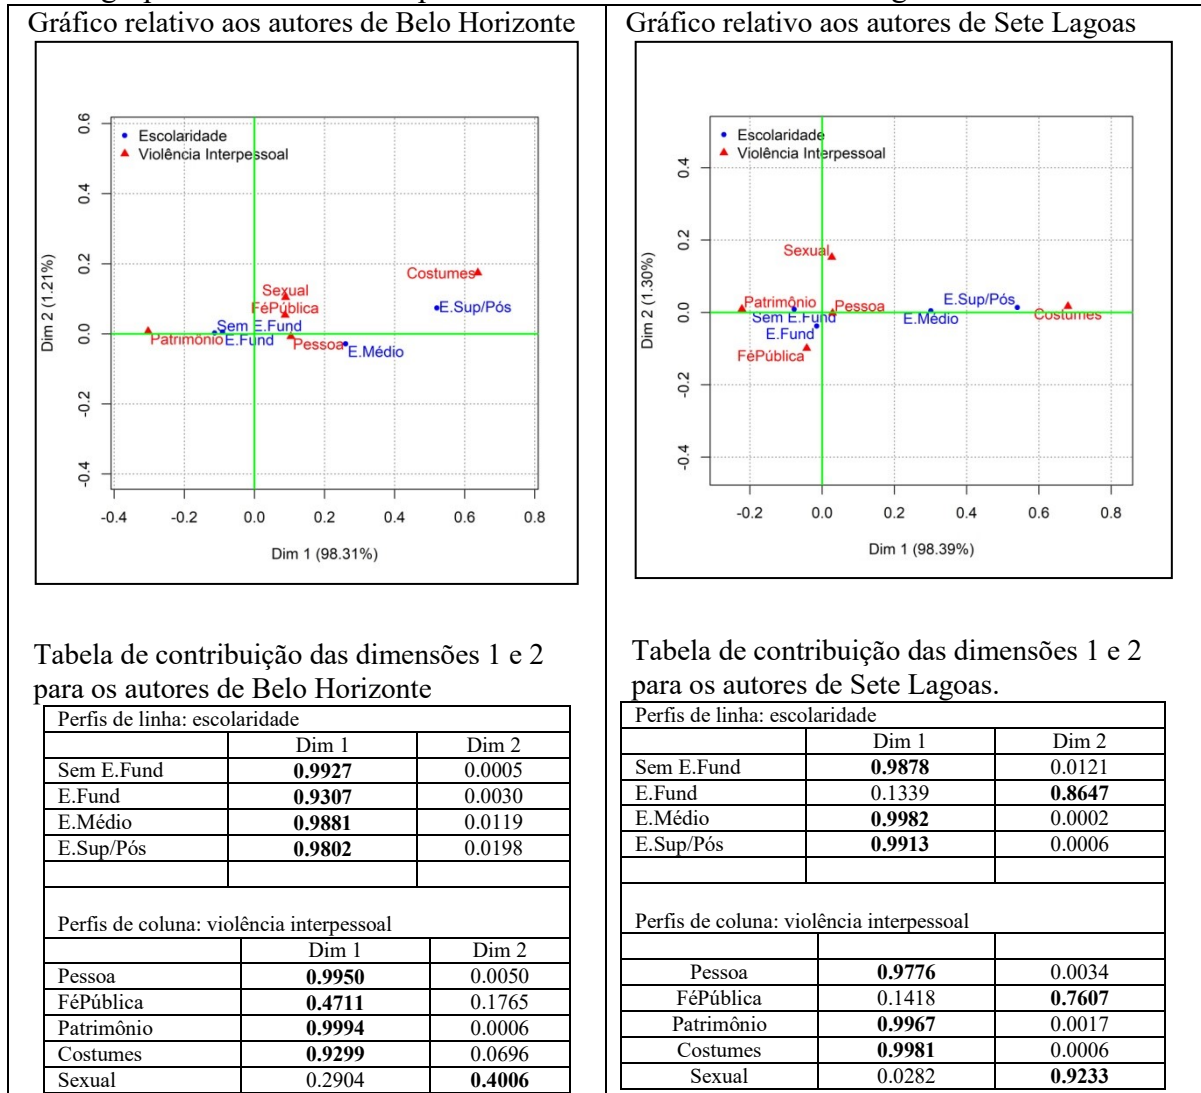 Gráfico relativo aos autores de Belo Horizonte
0.6
0.4
0.2
0.0
-0.2
-0.4
Dim 2 (1.21%)
Escolaridade
Violência Interpessoal
Costumes
E.Sup/Pós
Sexual
FéPública
Sem E.Fund
Patrimônio
E.Fund
Pessoa
E.Médio
-0.4 -0.2 0.0 0.2 0.4 0.6 0.8
Dim 1 (98.31%)
Tabela de contribuição das dimensões 1 e 2
para os autores de Belo Horizonte
Perfis de linha: escolaridade
Dim 1 Dim 2
Sem E.Fund 0.9927 0.0005
E.Fund 0.9307 0.0030
E.Médio 0.9881 0.0119
E.Sup/Pós 0.9802 0.0198
Perfis de coluna: violência interpessoal
Dim 1 Dim 2
Pessoa 0.9950 0.0050
FéPública 0.4711 0.1765
Patrimônio 0.9994 0.0006
Costumes 0.9299 0.0696
Sexual 0.2904 0.4006
Gráfico relativo aos autores de Sete Lagoas
0.4
0.2
0.0
-0.2
-0.4
Dim 2 (1.30%)
Escolaridade
Violência Interpessoal
Sexual
Patrimônio
Pessoa
E.Sup/Pós
Sem E.Fund
E.Médio
Costumes
E.Fund
FéPública
-0.2 0.0 0.2 0.4 0.6 0.8
Dim 1 (98.39%)
Tabela de contribuição das dimensões 1 e 2
para os autores de Sete Lagoas.
Perfis de linha: escolaridade
Dim 1 Dim 2
Sem E.Fund 0.9878 0.0121
E.Fund 0.1339 0.8647
E.Médio 0.9982 0.0002
E.Sup/Pós 0.9913 0.0006
Perfis de coluna: violência interpessoal
Pessoa 0.9776 0.0034
FéPública 0.1418 0.7607
Patrimônio 0.9967 0.0017
Costumes 0.9981 0.0006
Sexual 0.0282 0.9233